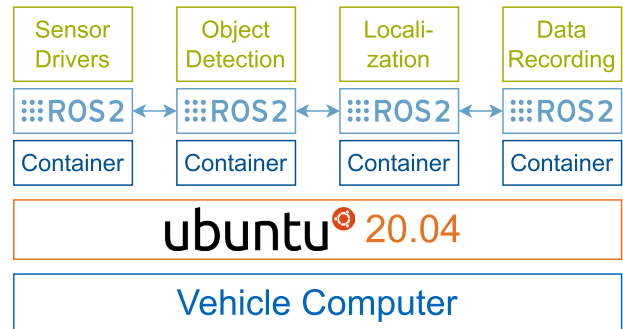 Sensor Drivers
Object Detection
Locali-
zation
Data Recording
ROS2 ROS2 ROS2 ROS2
Container Container Container Container
ubuntu 20.04
Vehicle Computer